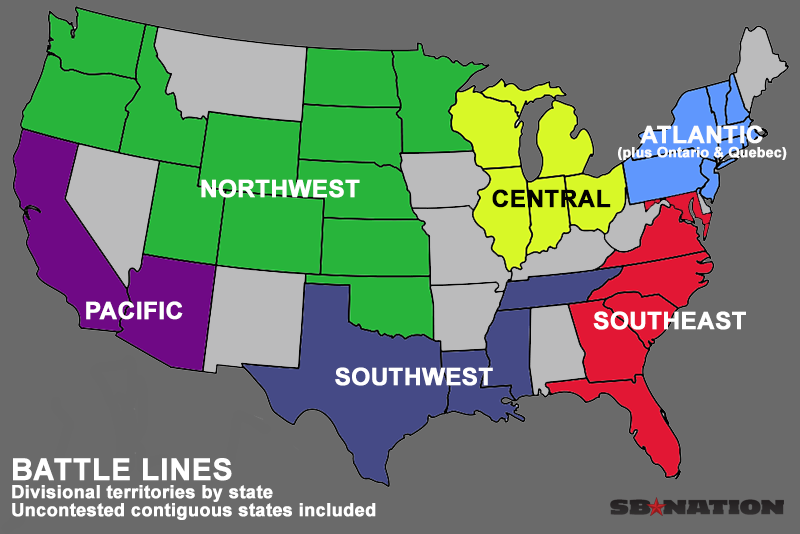 ATLANTIC
(plus Ontario & Quebec)
NORTHWEST
CENTRAL
PACIFIC
SOUTHEAST
SOUTHWEST
BATTLE LINES
Divisional territories by state
Uncontested contiguous states included
SB★NATION